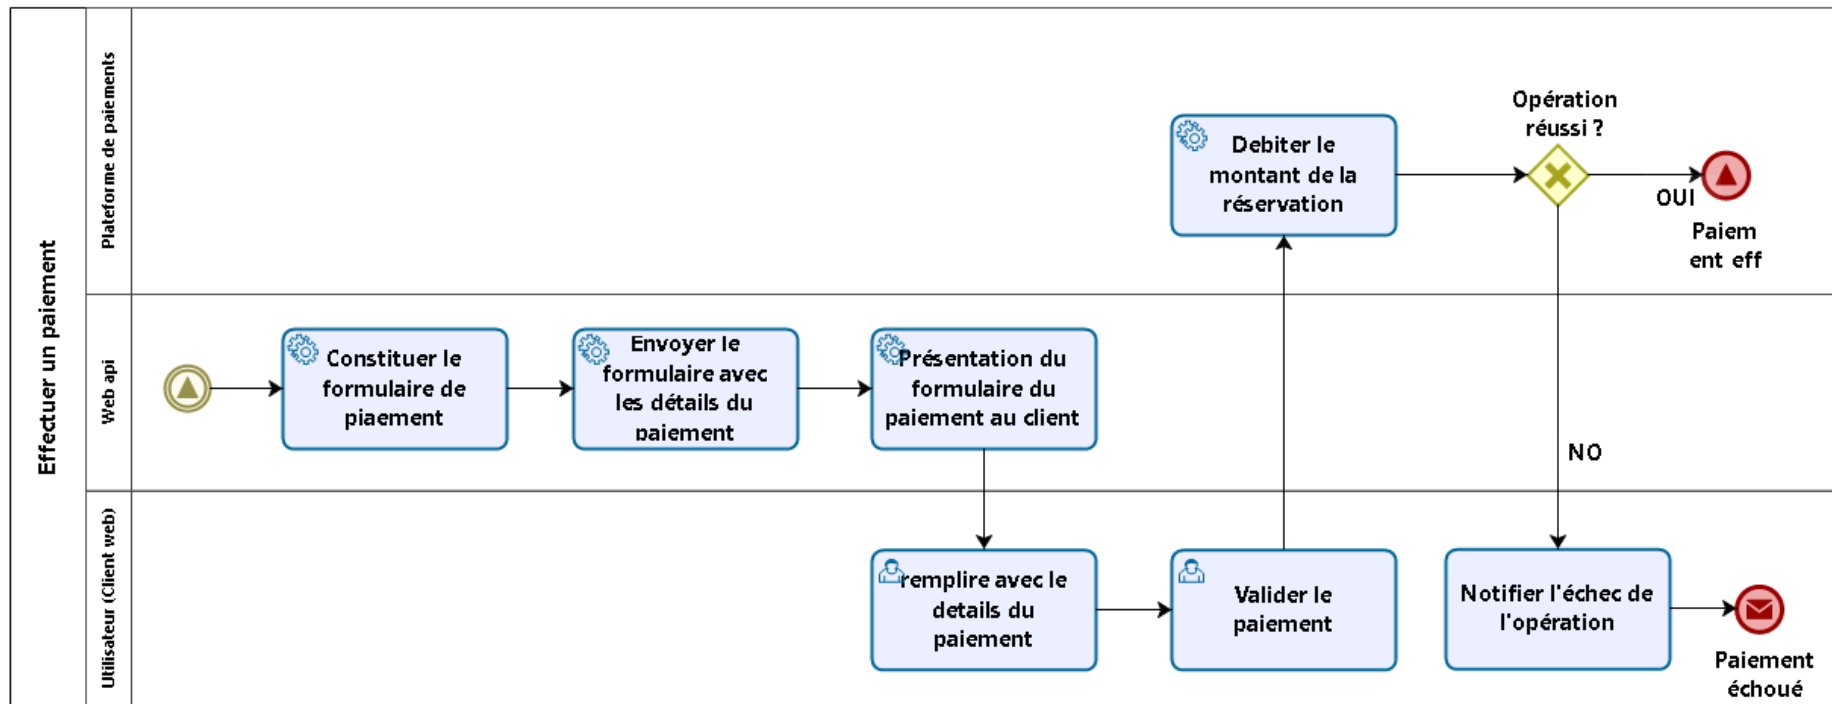 Effectuer un paiement
Plateforme de paiements
Debiter le
montant de la
réservation
Opération
réussi ?
OUI
Paiem
ent eff
Web api
Constituer le
formulaire de
piaement
Envoyer le
formulaire avec
les détails du
paiement
Présentation du
formulaire du
paiement au client
NO
Utilisateur (Client web)
remplire avec le
details du
paiement
Valider le
paiement
Notifier l'échec de
l'opération
Paiement
échoué